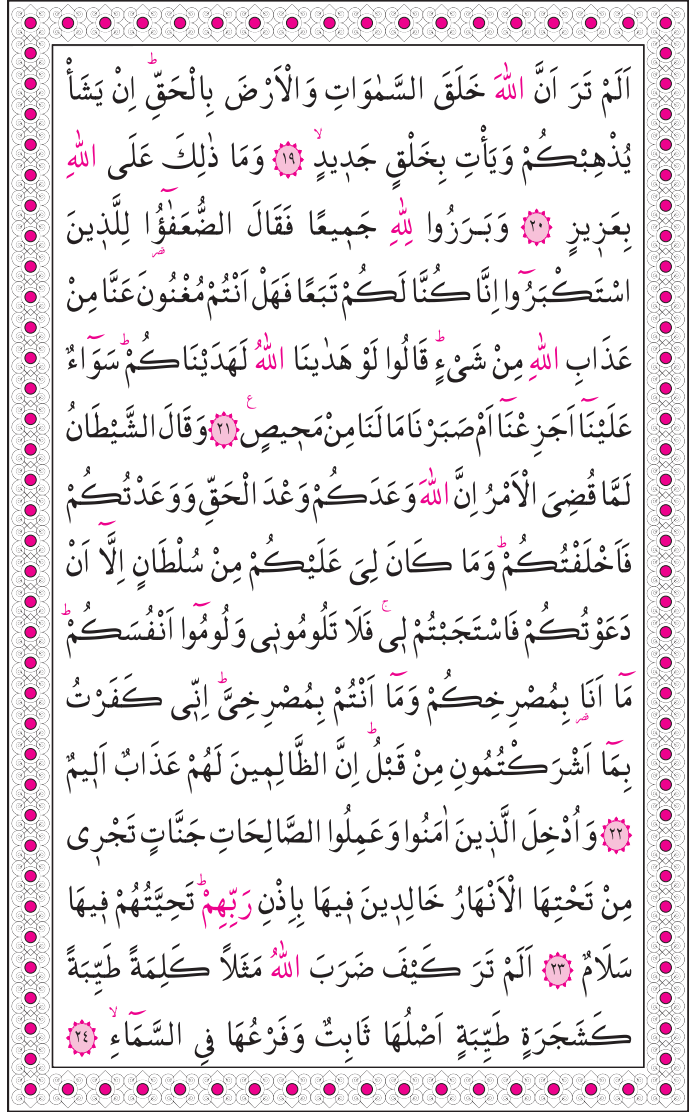 اَلَمْ تَرَ اَنَّ اللّٰهَ خَلَقَ السَّمٰوَاتِ وَالْاَرْضَ بِالْحَقِّۜ اِنْ يَشَأْ
يُذْهِبْكُمْ وَيَأْتِ بِخَلْقٍ جَد۪يدٍۙ ﴿١٩﴾ وَمَا ذٰلِكَ عَلَى اللّٰهِ
بِعَز۪يزٍ ﴿٢٠﴾ وَبَرَزُوا لِلّٰهِ جَم۪يعًا فَقَالَ الضُّعَفٰٓؤُ۬ا لِلَّذ۪ينَ
اسْتَكْبَرُٓوا اِنَّا كُنَّا لَكُمْ تَبَعًا فَهَلْ اَنْتُمْ مُغْنُونَ عَنَّا مِنْ
عَذَابِ اللّٰهِ مِنْ شَيْءٍۜ قَالُوا لَوْ هَدٰينَا اللّٰهُ لَهَدَيْنَاكُمْۜ سَوَٓاءٌ
عَلَيْنَٓا اَجَزِعْنَٓا اَمْ صَبَرْنَا مَا لَنَا مِنْ مَح۪يصٍ۟ ﴿٢١﴾ وَقَالَ الشَّيْطَانُ
لَمَّا قُضِيَ الْاَمْرُ اِنَّ اللّٰهَ وَعَدَكُمْ وَعْدَ الْحَقِّ وَوَعَدْتُكُمْ
فَاَخْلَفْتُكُمْۜ وَمَا كَانَ لِيَ عَلَيْكُمْ مِنْ سُلْطَانٍ اِلَّٓا اَنْ
دَعَوْتُكُمْ فَاسْتَجَبْتُمْ ل۪يۚ فَلَا تَلُومُون۪ي وَلُومُٓوا اَنْفُسَكُمْۜ
مَٓا اَنَا۬ بِمُصْرِخِكُمْ وَمَٓا اَنْتُمْ بِمُصْرِخِيَّۜ اِنّ۪ي كَفَرْتُ
بِمَٓا اَشْرَكْتُمُونِ مِنْ قَبْلُۜ اِنَّ الظَّالِم۪ينَ لَهُمْ عَذَابٌ اَل۪يمٌ
﴿٢٢﴾ وَاُدْخِلَ الَّذ۪ينَ اٰمَنُوا وَعَمِلُوا الصَّالِحَاتِ جَنَّاتٍ تَجْر۪ي
مِنْ تَحْتِهَا الْاَنْهَارُ خَالِد۪ينَ ف۪يهَا بِاِذْنِ رَبِّهِمْۜ تَحِيَّتُهُمْ ف۪يهَا
سَلَامٌ ﴿٢٣﴾ اَلَمْ تَرَ كَيْفَ ضَرَبَ اللّٰهُ مَثَلًا كَلِمَةً طَيِّبَةً
كَشَجَرَةٍ طَيِّبَةٍ اَصْلُهَا ثَابِتٌ وَفَرْعُهَا فِي السَّمَٓاءِۙ ﴿٢٤﴾